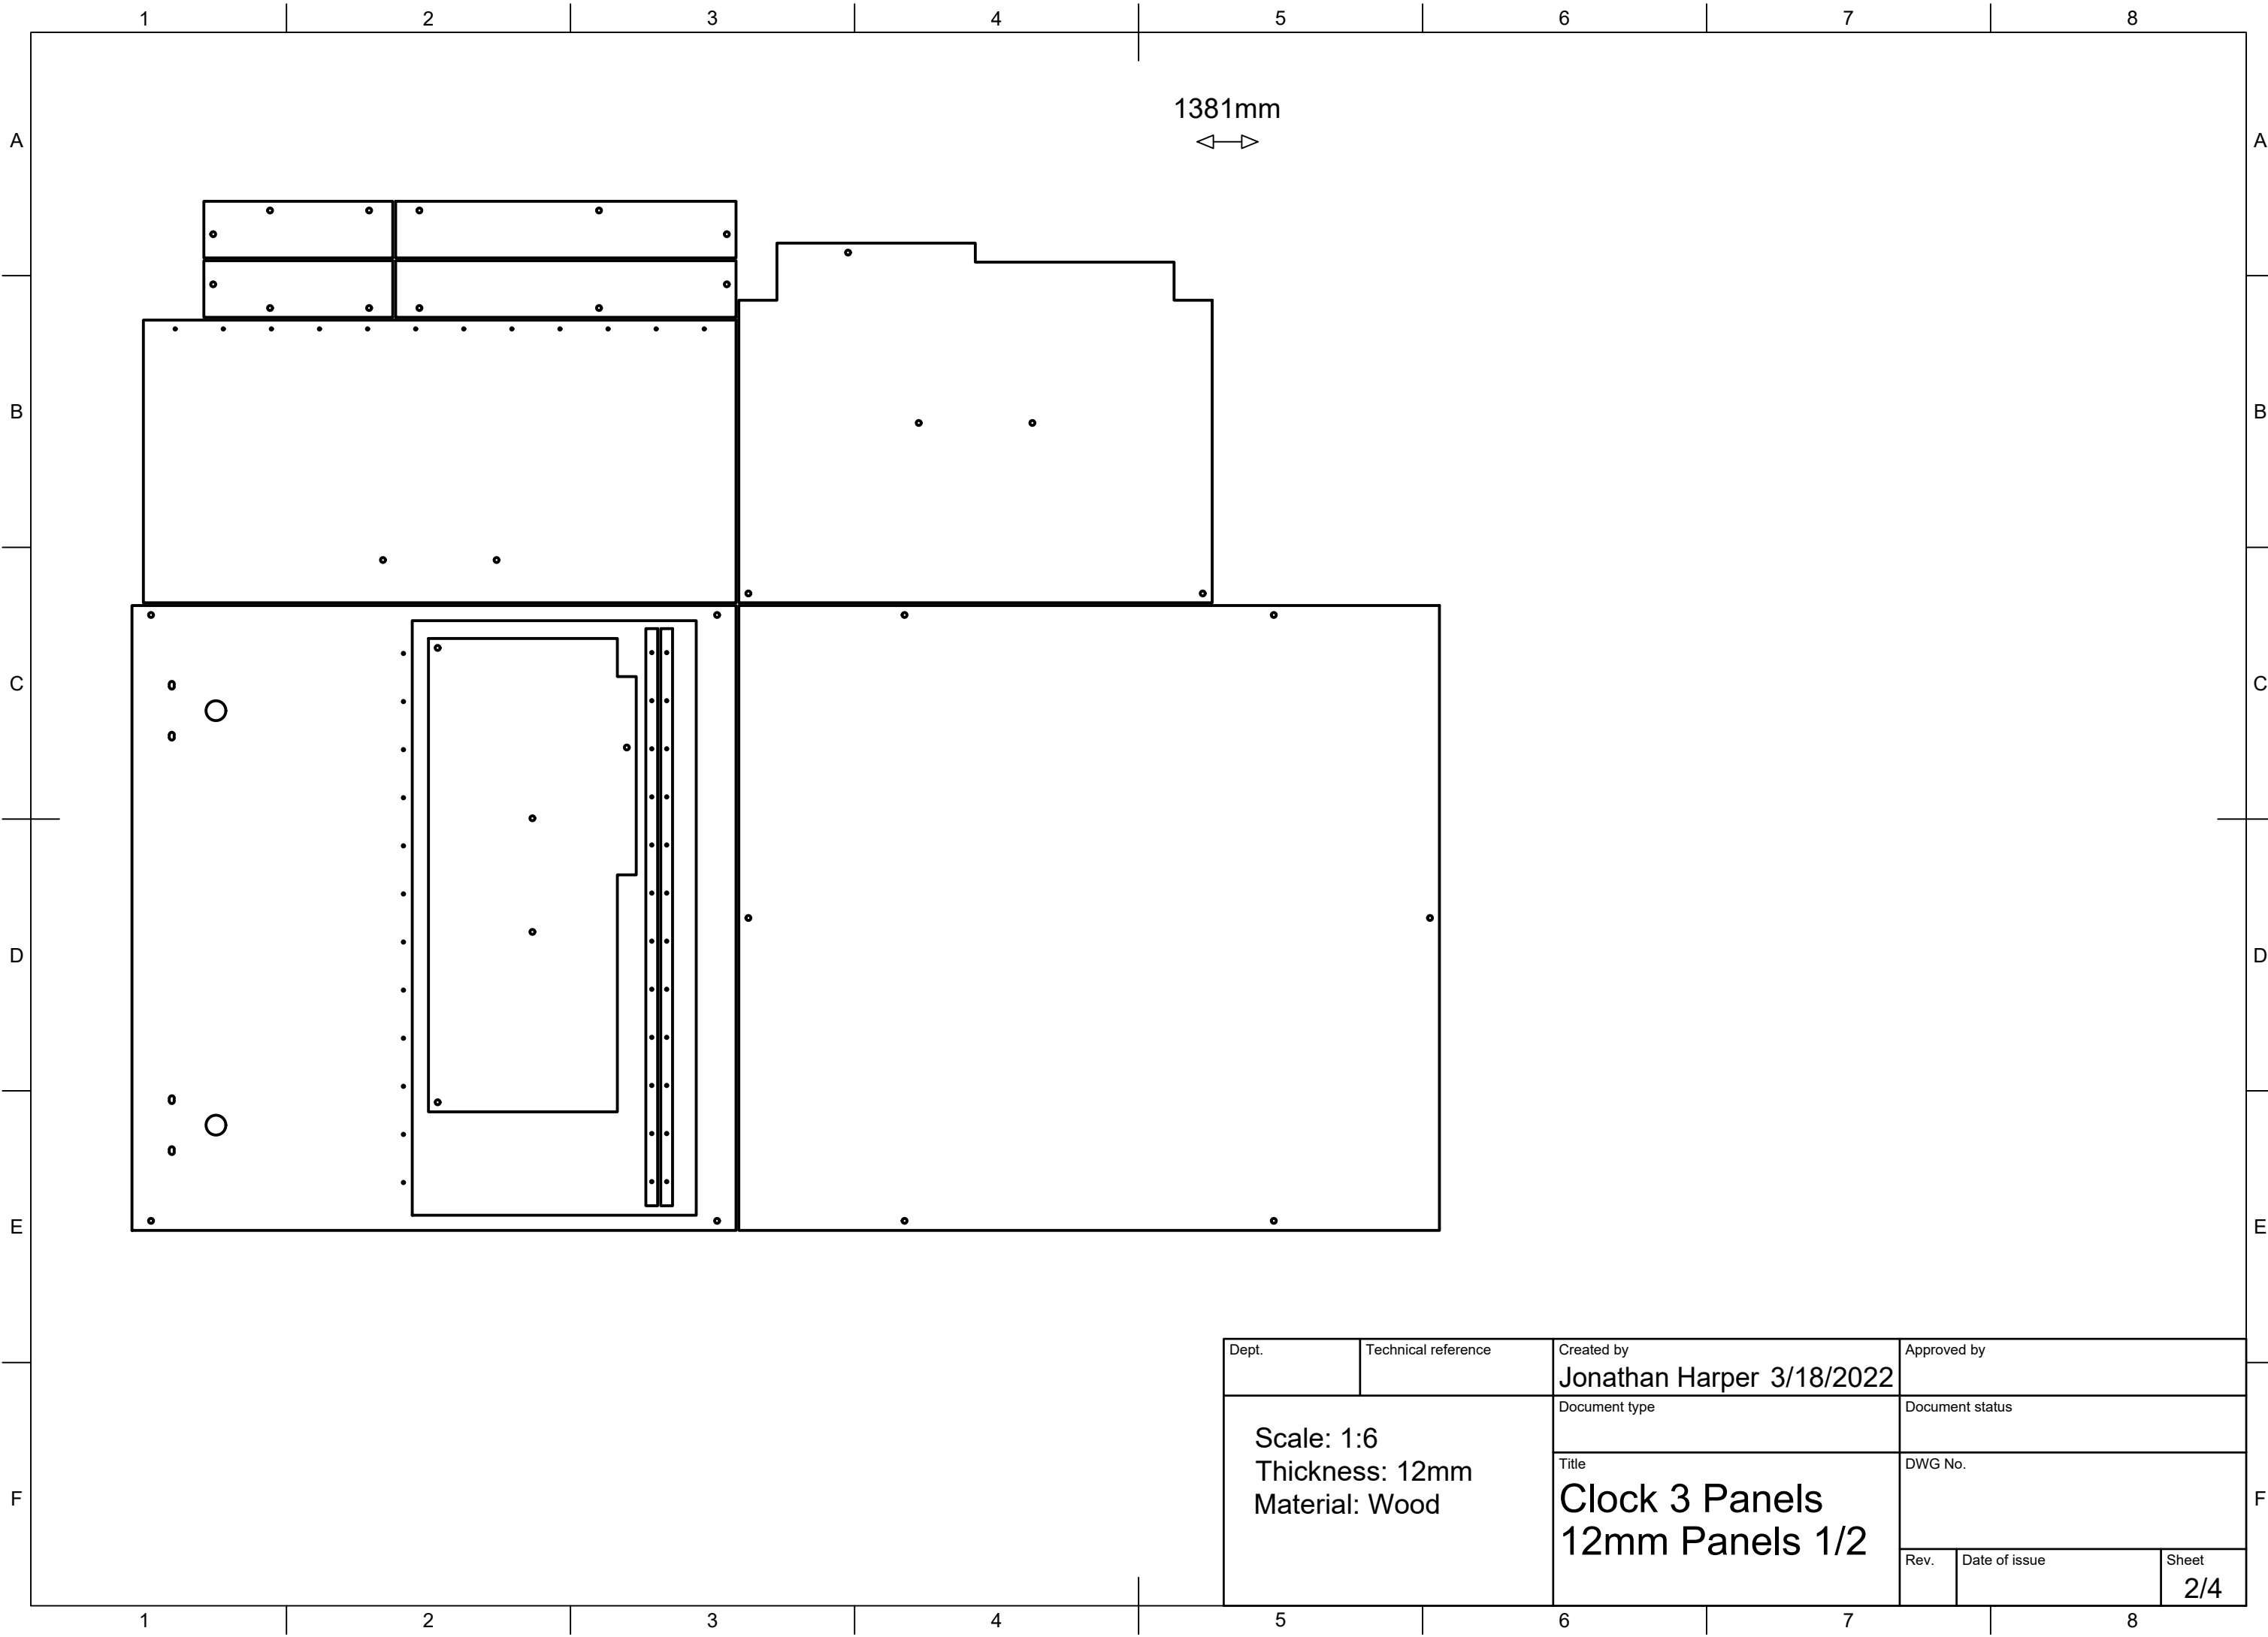 1 2 3 4 5 6 7 8
1381mm
A A
B B
C C
D D
E E
F F
Dept. Technical reference Created by Approved by
Jonathan Harper 3/18/2022
Document type Document status
Scale: 1:6
Thickness: 12mm
Material: Wood
Title DWG No.
Clock 3 Panels
12mm Panels 1/2
Rev. Date of issue Sheet
2/4
1 2 3 4 5 6 7 8